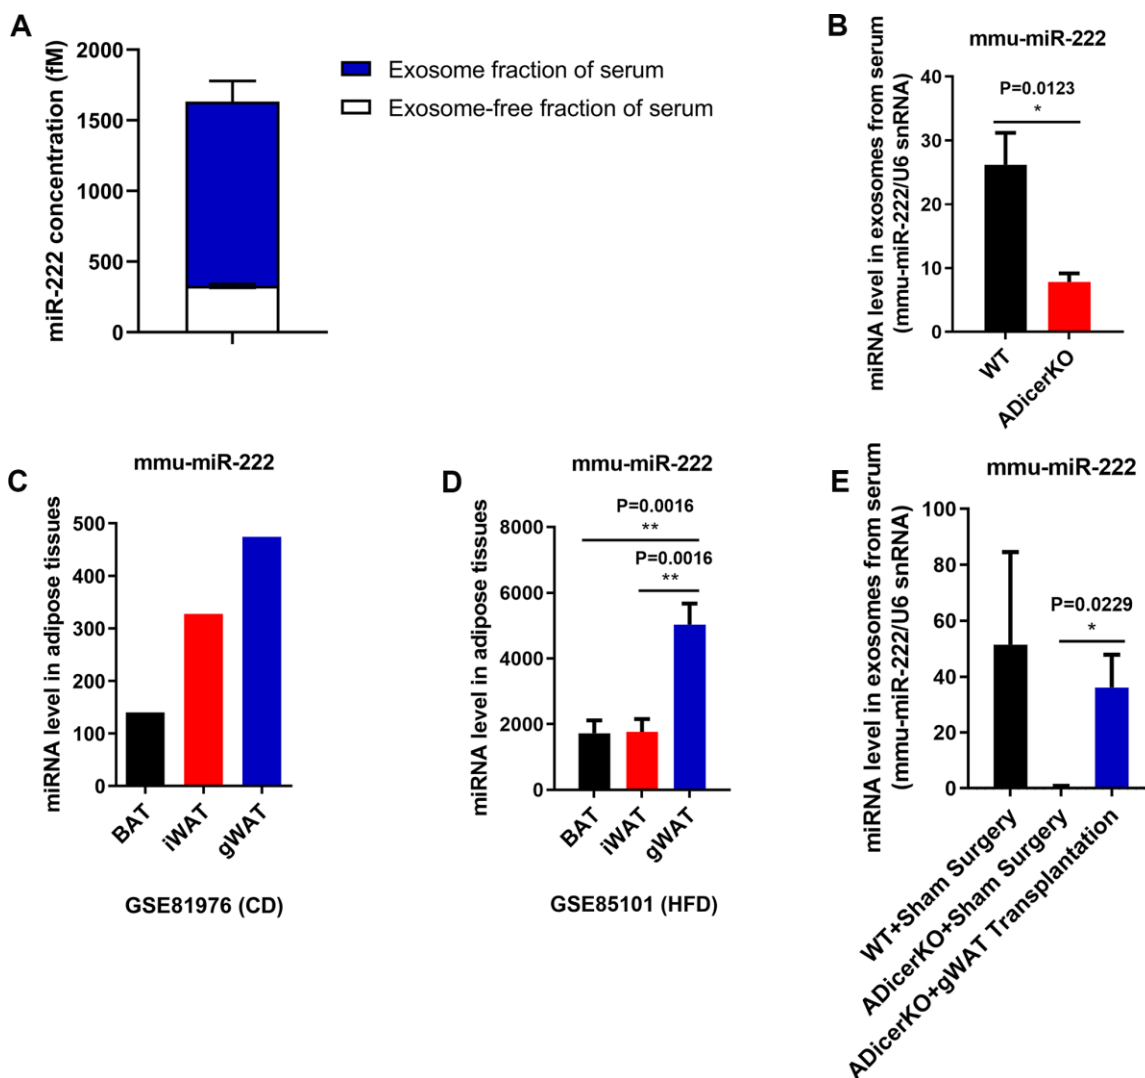 A
miR-222 concentration (fM)
2000
1500
1000
500
0
Exosome fraction of serum
Exosome-free fraction of serum
B
mmu-miR-222
miRNA level in exosomes from serum
(mmu-miR-222/U6 snRNA)
40
30
20
10
0
P=0.0123
*
WT
ADicerKO
C
mmu-miR-222
miRNA level in adipose tissues
500
400
300
200
100
0
BAT
iWAT
gWAT
GSE81976 (CD)
D
mmu-miR-222
miRNA level in adipose tissues
8000
6000
4000
2000
0
P=0.0016
**
P=0.0016
**
BAT
iWAT
gWAT
GSE85101 (HFD)
E
mmu-miR-222
miRNA level in exosomes from serum
(mmu-miR-222/U6 snRNA)
100
80
60
40
20
0
P=0.0229
*
WT+Sham Surgery
ADicerKO+Sham Surgery
ADicerKO+gWAT Transplantation